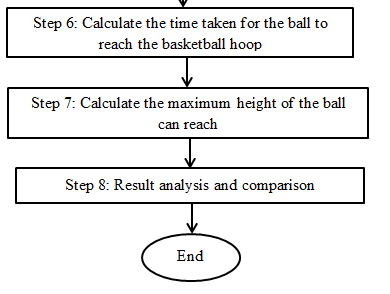 Step 6: Calculate the time taken for the ball to
reach the basketball hoop
Step 7: Calculate the maximum height of the ball
can reach
Step 8: Result analysis and comparison
End